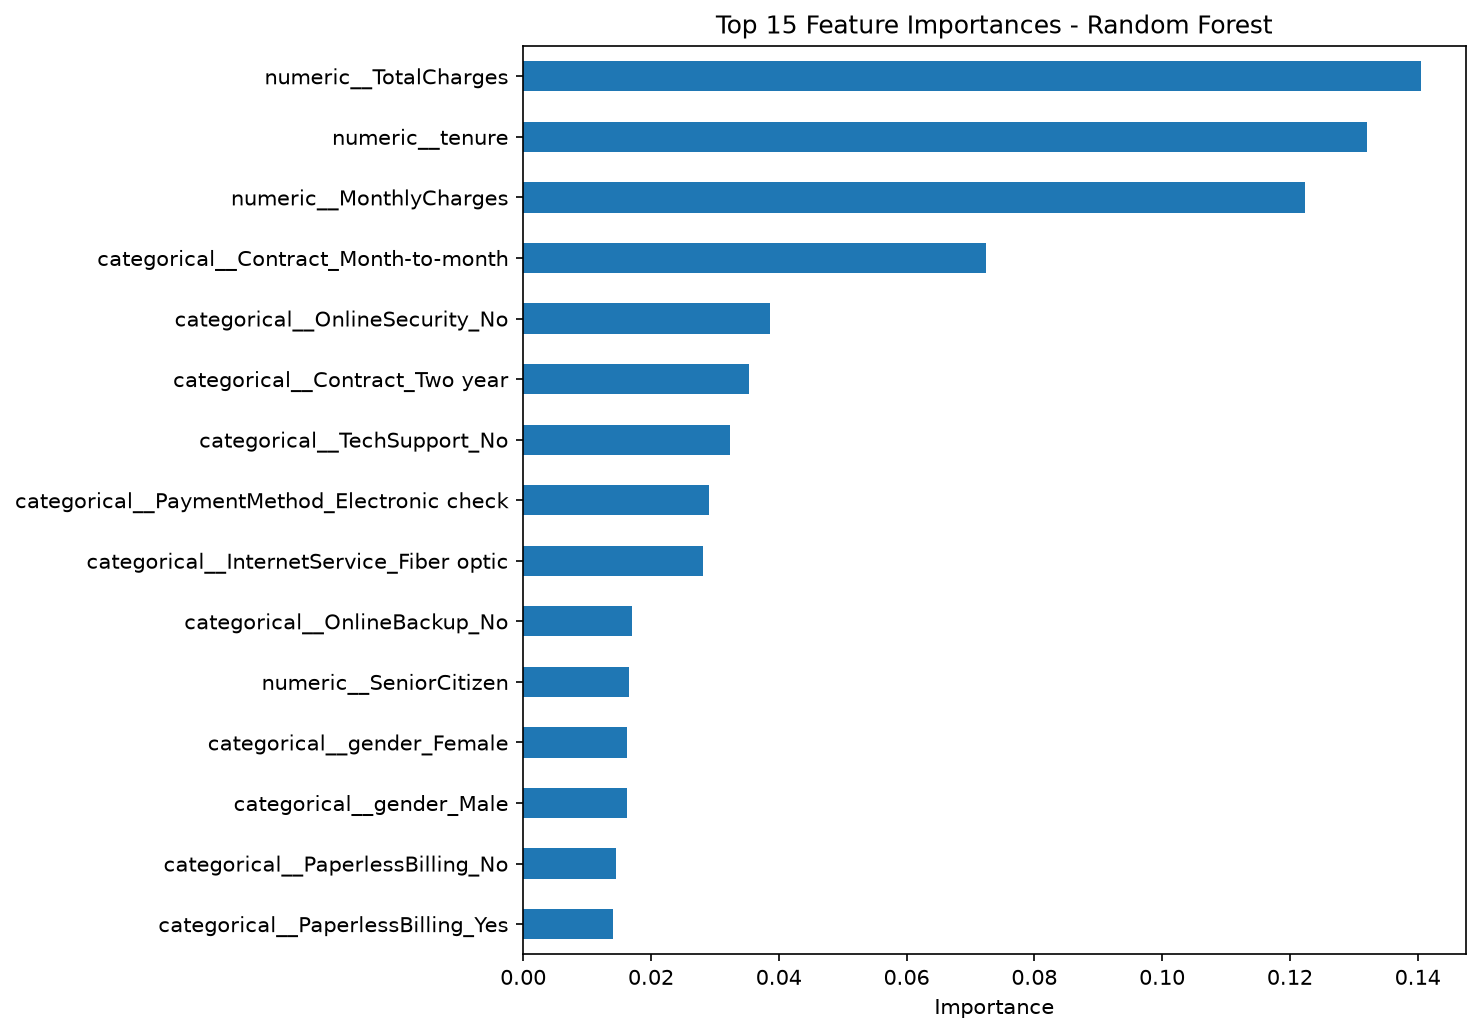 Top 15 Feature Importances - Random Forest
numeric__TotalCharges
numeric__tenure
numeric__MonthlyCharges
categorical__Contract_Month-to-month
categorical__OnlineSecurity_No
categorical__Contract_Two year
categorical__TechSupport_No
categorical__PaymentMethod_Electronic check
categorical__InternetService_Fiber optic
categorical__OnlineBackup_No
numeric__SeniorCitizen
categorical__gender_Female
categorical__gender_Male
categorical__PaperlessBilling_No
categorical__PaperlessBilling_Yes
0.00 0.02 0.04 0.06 0.08 0.10 0.12 0.14
Importance